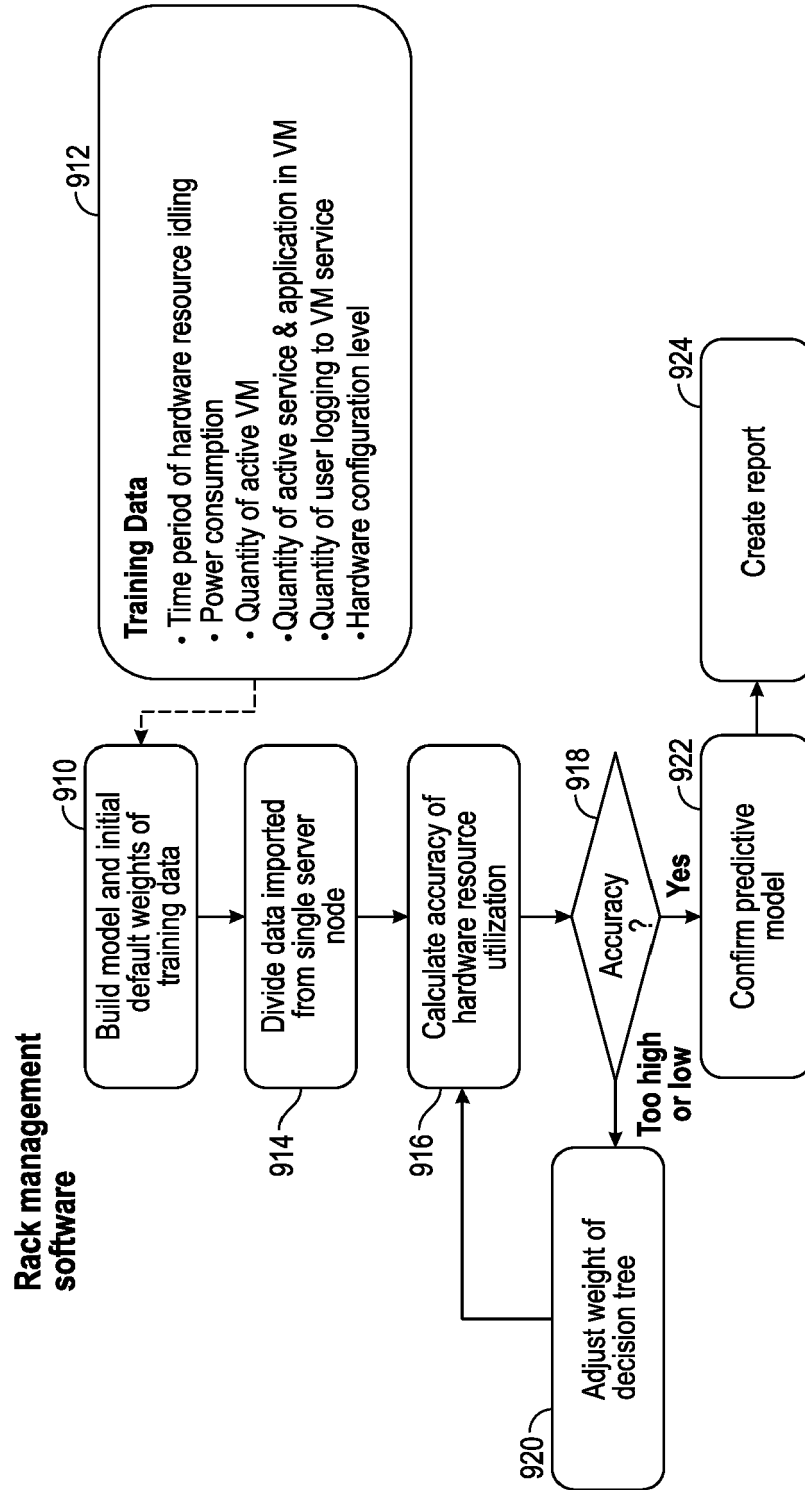 Rack management
software
910
Build model and initial
default weights of
training data
912
Training Data
• Time period of hardware resource idling
• Power consumption
• Quantity of active VM
•Quantity of active service & application in VM
•Quantity of user logging to VM service
•Hardware configuration level
914
Divide data imported
from single server
node
916
Calculate accuracy of
hardware resource
utilization
918
Accuracy
?
Too high
or low
Yes
920
Adjust weight of
decision tree
922
Confirm predictive
model
924
Create report